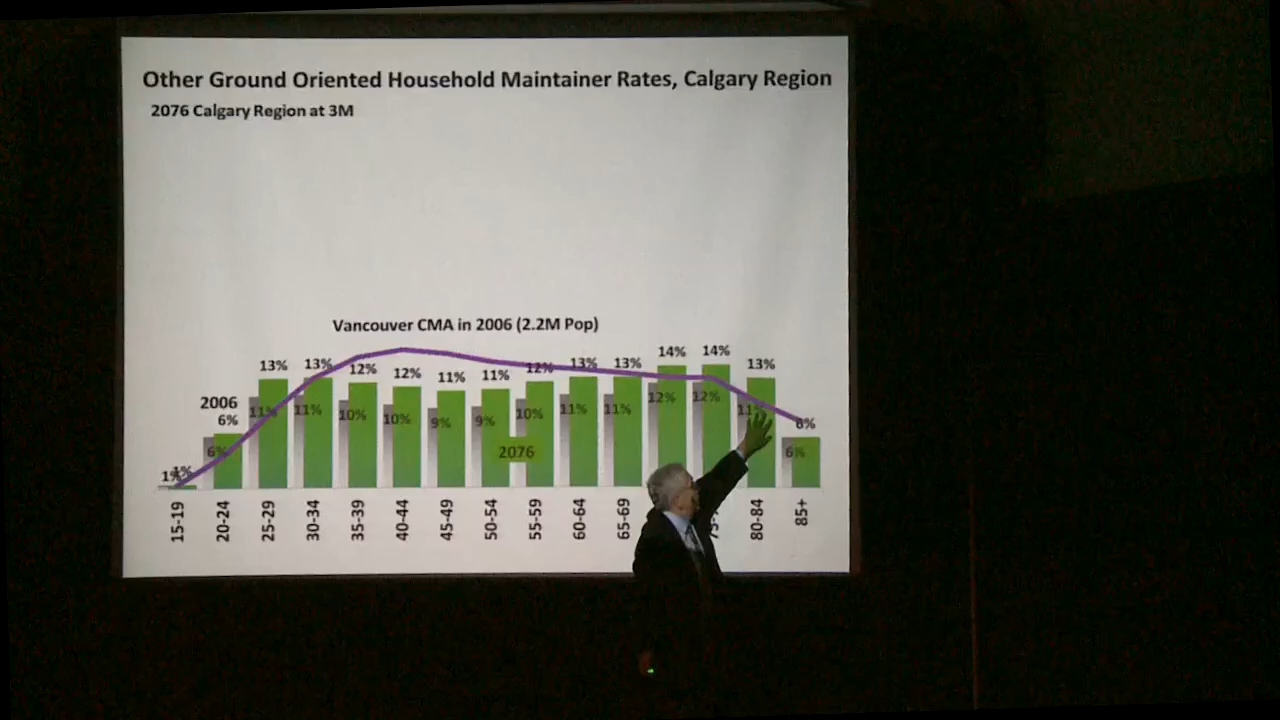 Other Ground Oriented Household Maintainer Rates, Calgary Region
2076 Calgary Region at 3M
Vancouver CMA in 2006 (2.2M Pop)
13% 13% 12% 12% 11% 11% 12% 13% 13% 14% 14% 13%
2006
6% 6%
11% 11% 10% 10% 9% 9% 10% 11% 11% 12% 12%
6% 2076 6%
1% 1%
15-19 20-24 25-29 30-34 35-39 40-44 45-49 50-54 55-59 60-64 65-69 80-84 85+